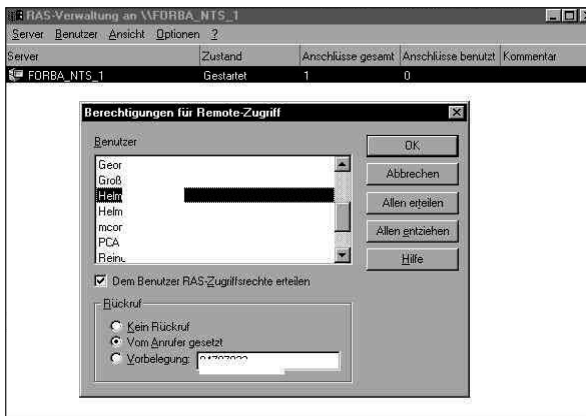 RAS-Verwaltung an \\FORBA_NTS_1
Server Benutzer Ansicht Optionen ?
Server Zustand Anschlüsse gesamt Anschlüsse benutzt Kommentar
FORBA_NTS_1 Gestartet 1 0
Berechtigungen für Remote-Zugriff
Benutzer
Geor
Groß
Helm
Helm
mcor
PCA
OK
Abbrechen
Allen erteilen
Allen entziehen
Hilfe
Dem Benutzer RAS-Zugriffsrechte erteilen
Rückruf
Kein Rückruf
Vom Anrufer gesetzt
Vorbelegung: